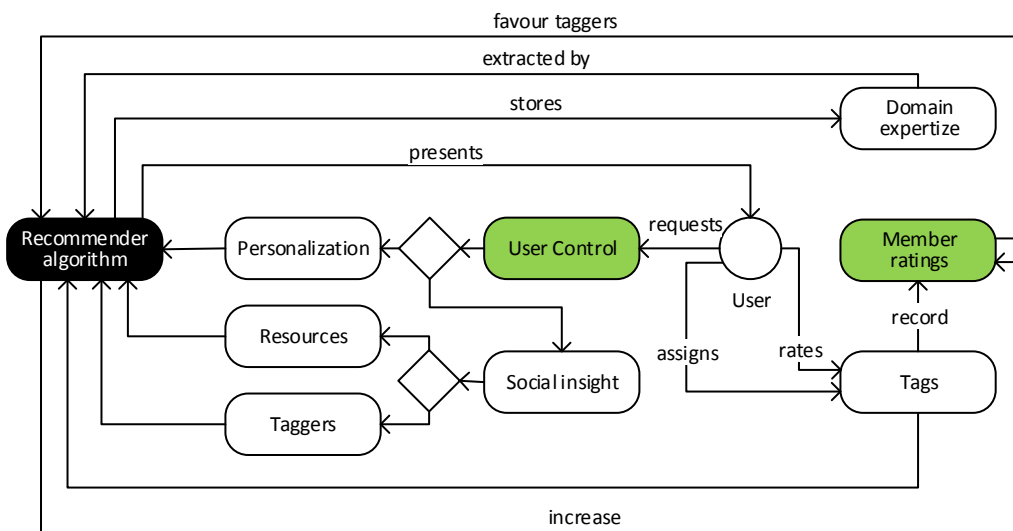 favour taggers
extracted by
Domain
expertize
stores
presents
Recommender
algorithm
Personalization
User Control
requests
User
Member
ratings
record
Resources
assigns
rates
Social insight
Tags
Taggers
increase